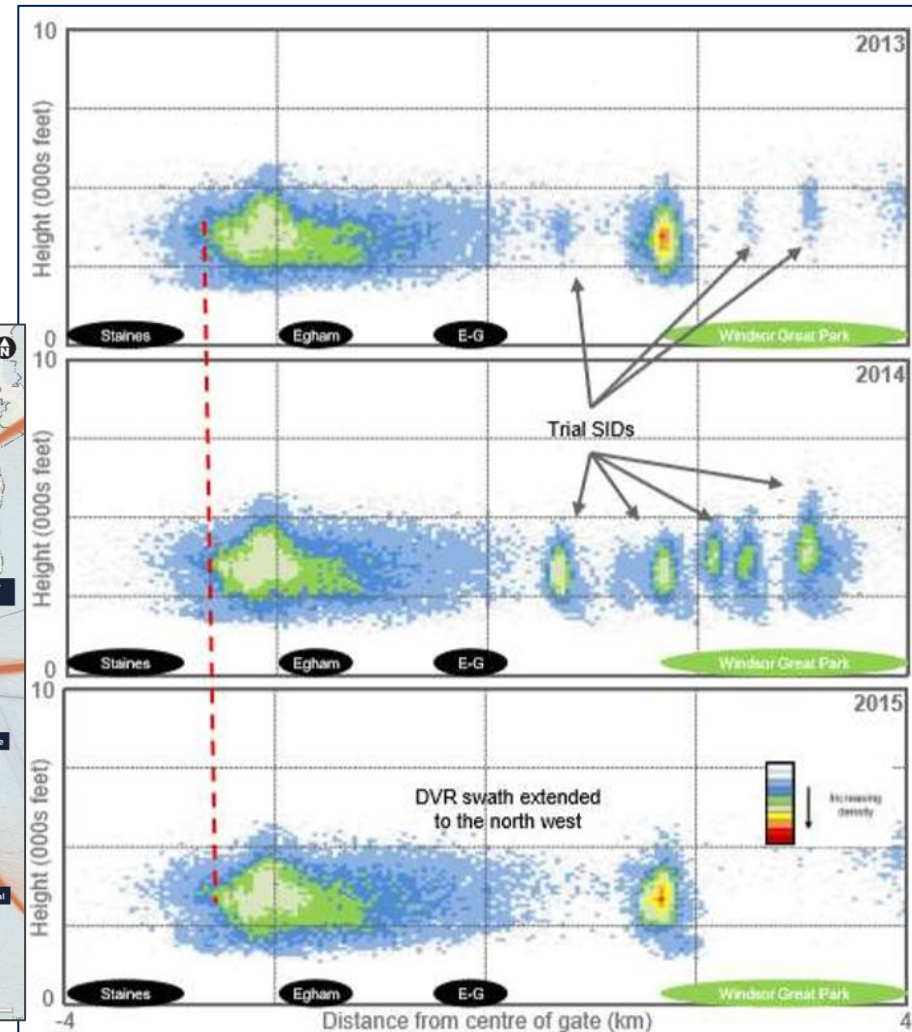 10
2013
Height (000s feet)
0
Staines
Egham
E-G
Windsor Great Park
10
2014
Trial SIDs
Height (000s feet)
0
Staines
Egham
E-G
Windsor Great Park
10
2015
DVR swath extended
to the north west
Increasing
density
Height (000s feet)
0
Staines
Egham
E-G
Windsor Great Park
-4
Distance from centre of gate (km)
4
N